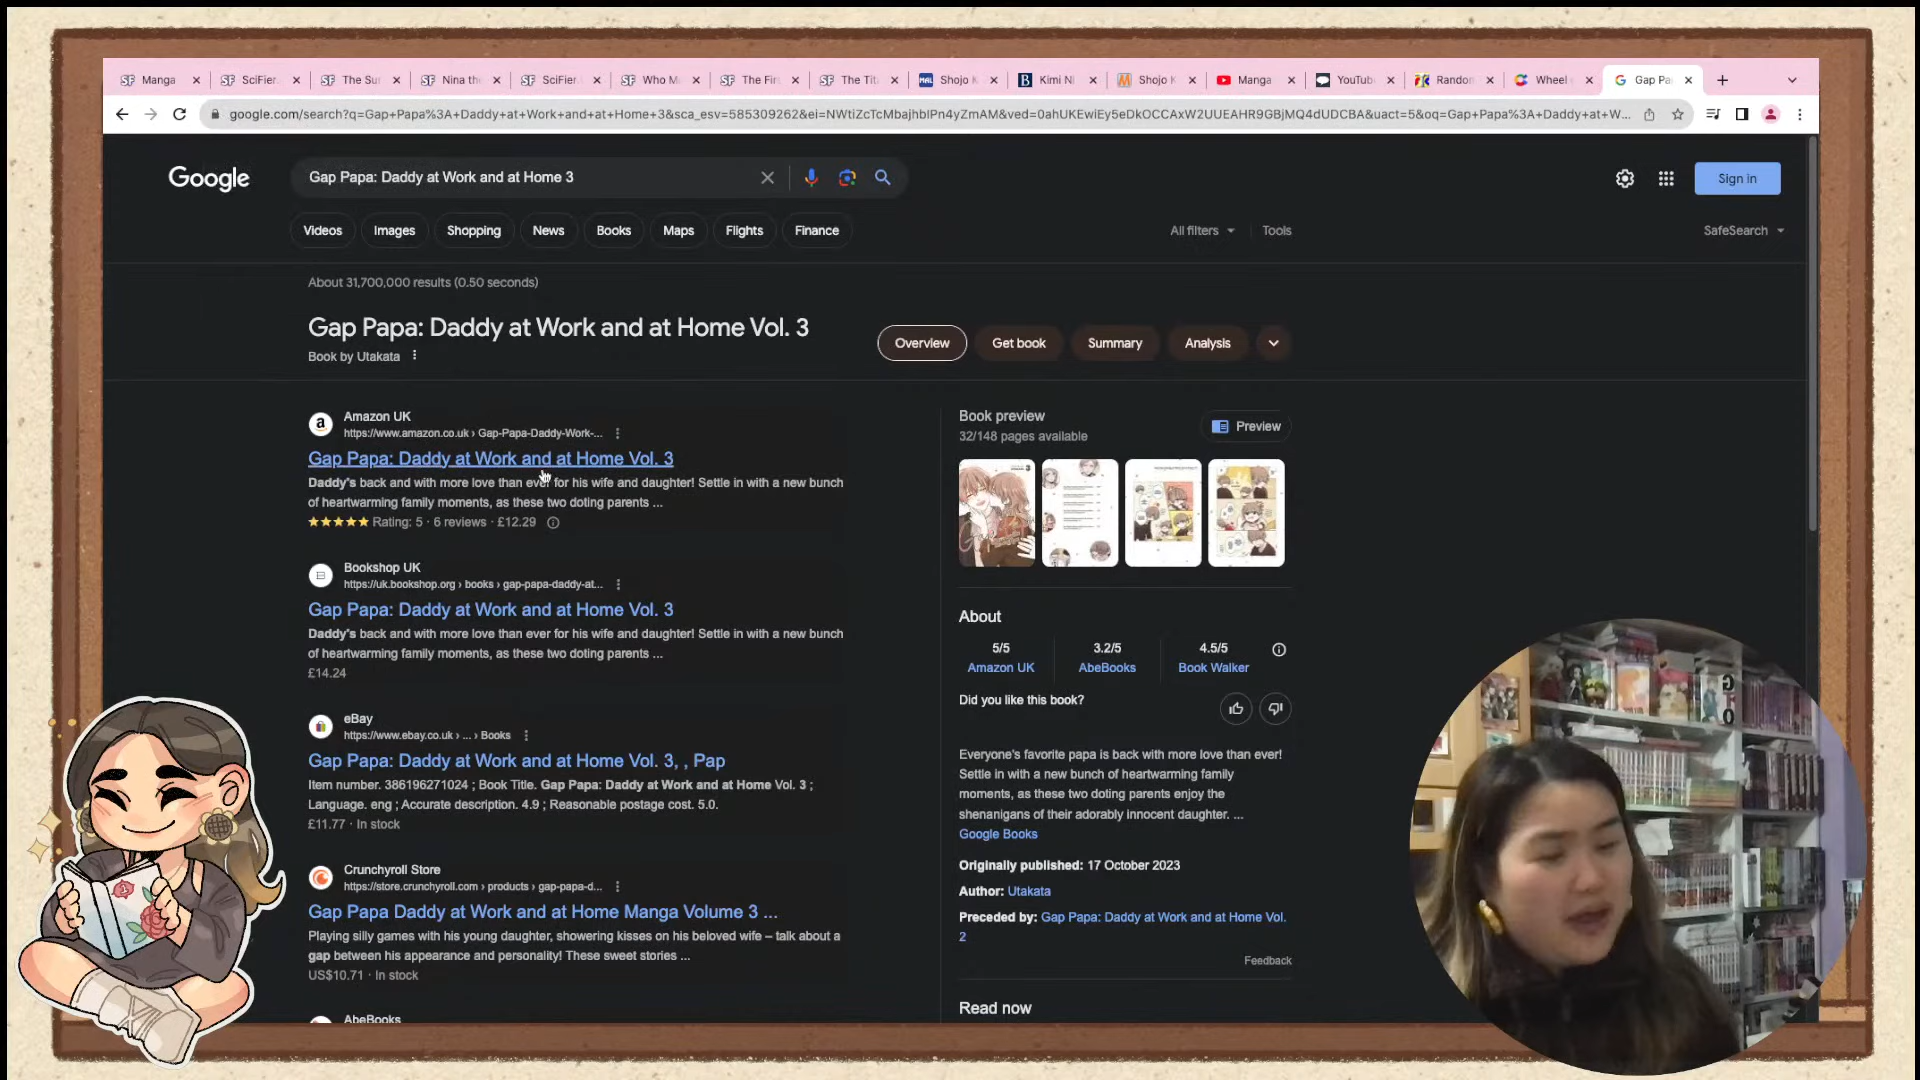 Manga
SciFier.
The Sur
Nina the
SciFier.
Who M
The Fir
The Tita
Shojo K
Kimi Ni
Shojo K
Manga
YouTub
Random
Wheel
Gap Pa
google.com/search?q=Gap+Papa%3A+Daddy+at+Work+and+at+Home+3&sca_esv=585309262&ei=NWtiZcTcMbajhbIPn4yZmAM&ved=0ahUKEwiEy5eDkOCCAxW2UUEAHR9GBjMQ4dUDCBA&uact=5&oq=Gap+Papa%3A+Daddy+at+W...
Google
Gap Papa: Daddy at Work and at Home 3
Sign in
Videos
Images
Shopping
News
Books
Maps
Flights
Finance
All filters
Tools
SafeSearch
About 31,700,000 results (0.50 seconds)
Gap Papa: Daddy at Work and at Home Vol. 3
Book by Utakata
Overview
Get book
Summary
Analysis
Amazon UK
https://www.amazon.co.uk › Gap-Papa-Daddy-Work-...
Gap Papa: Daddy at Work and at Home Vol. 3
Daddy's back and with more love than ever for his wife and daughter! Settle in with a new bunch
of heartwarming family moments, as these two doting parents ...
Rating: 5 · 6 reviews · £12.29
Bookshop UK
https://uk.bookshop.org › books › gap-papa-daddy-at...
Gap Papa: Daddy at Work and at Home Vol. 3
Daddy's back and with more love than ever for his wife and daughter! Settle in with a new bunch
of heartwarming family moments, as these two doting parents ...
£14.24
eBay
https://www.ebay.co.uk › ... › Books
Gap Papa: Daddy at Work and at Home Vol. 3, , Pap
Item number. 386196271024 ; Book Title. Gap Papa: Daddy at Work and at Home Vol. 3 ;
Language. eng ; Accurate description. 4.9 ; Reasonable postage cost. 5.0.
£11.77 · In stock
Crunchyroll Store
https://store.crunchyroll.com › products › gap-papa-d...
Gap Papa Daddy at Work and at Home Manga Volume 3 ...
Playing silly games with his young daughter, showering kisses on his beloved wife – talk about a
gap between his appearance and personality! These sweet stories ...
US$10.71 · In stock
AbeBooks
Book preview
32/148 pages available
Preview
About
5/5
Amazon UK
3.2/5
AbeBooks
4.5/5
Book Walker
Did you like this book?
Everyone's favorite papa is back with more love than ever!
Settle in with a new bunch of heartwarming family
moments, as these two doting parents enjoy the
shenanigans of their adorably innocent daughter. ...
Google Books
Originally published: 17 October 2023
Author: Utakata
Preceded by: Gap Papa: Daddy at Work and at Home Vol.
2
Feedback
Read now